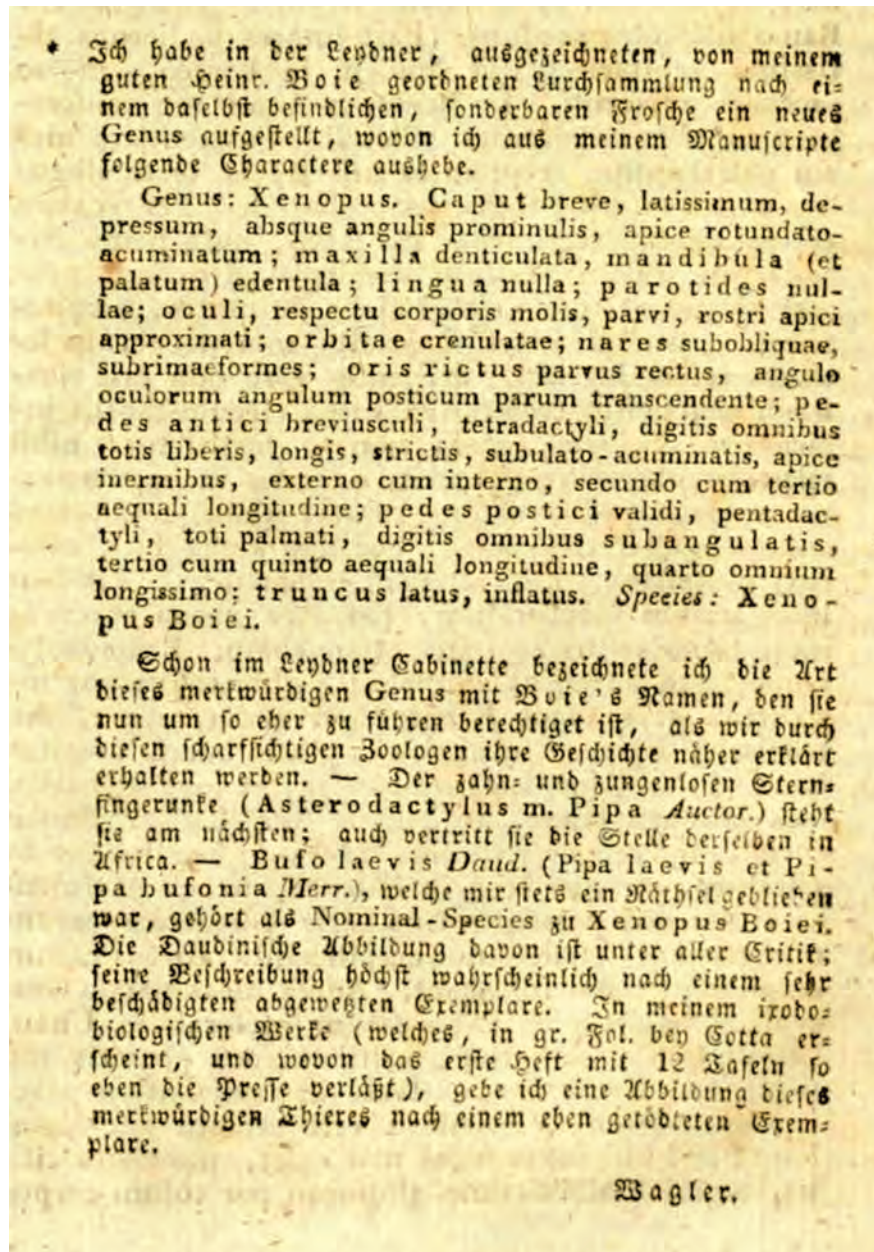 * Ich habe in der Leydner, ausgezeichneten, von meinem
guten Heinr. Boie geordneten Lurchsammlung nach ei=
nem daselbst befindlichen, sonderbaren Frosche ein neues
Genus aufgestellt, wovon ich aus meinem Manuscripte
folgende Charactere aushebe.
Genus: Xenopus. Caput breve, latissimum, de-
pressum, absque angulis prominulis, apice rotundato-
acuminatum; maxilla denticulata, mandibula (et
palatum) edentula; lingua nulla; parotides nul-
lae; oculi, respectu corporis molis, parvi, rostri apici
approximati; orbitae crenulatae; nares subobliquae,
subrimaeformes; oris rictus parvus rectus, angulo
oculorum angulum posticum parum transcendente; pe-
des antici breviusculi, tetradactyli, digitis omnibus
totis liberis, longis, strictis, subulato-acuminatis, apice
inermibus, externo cum interno, secundo cum tertio
aequali longitudine; pedes postici validi, pentadac-
tyli, toti palmati, digitis omnibus subangulatis,
tertio cum quinto aequali longitudine, quarto omnium
longissimo; truncus latus, inflatus. Species: Xeno-
pus Boiei.
Schon im Leydner Cabinette bezeichnete ich die Art
dieses merkwürdigen Genus mit Boie's Namen, den sie
nun um so eher zu führen berechtiget ist, als wir durch
diesen scharfsichtigen Zoologen ihre Geschichte näher erklärt
erhalten werden. — Der zahn= und zungenlosen Stern=
fingerunke (Asterodactylus m. Pipa Auctor.) steht
sie am nächsten; auch vertritt sie die Stelle derselben in
Africa. — Bufo laevis Daud. (Pipa laevis et Pi-
pa bufonia Merr.), welche mir stets ein Räthsel geblieben
war, gehört als Nominal-Species zu Xenopus Boiei.
Die Daudinische Abbildung davon ist unter aller Critik;
seine Beschreibung höchst wahrscheinlich nach einem sehr
beschädigten abgewetzten Exemplare. In meinem ixobo=
biologischen Werke (welches, in gr. Fol. bey Cotta er=
scheint, und wovon das erste Heft mit 12 Tafeln so
eben die Presse verläßt), gebe ich eine Abbildung dieses
merkwürdigen Thieres nach einem eben getödteten Exem=
plare.
Wagler.